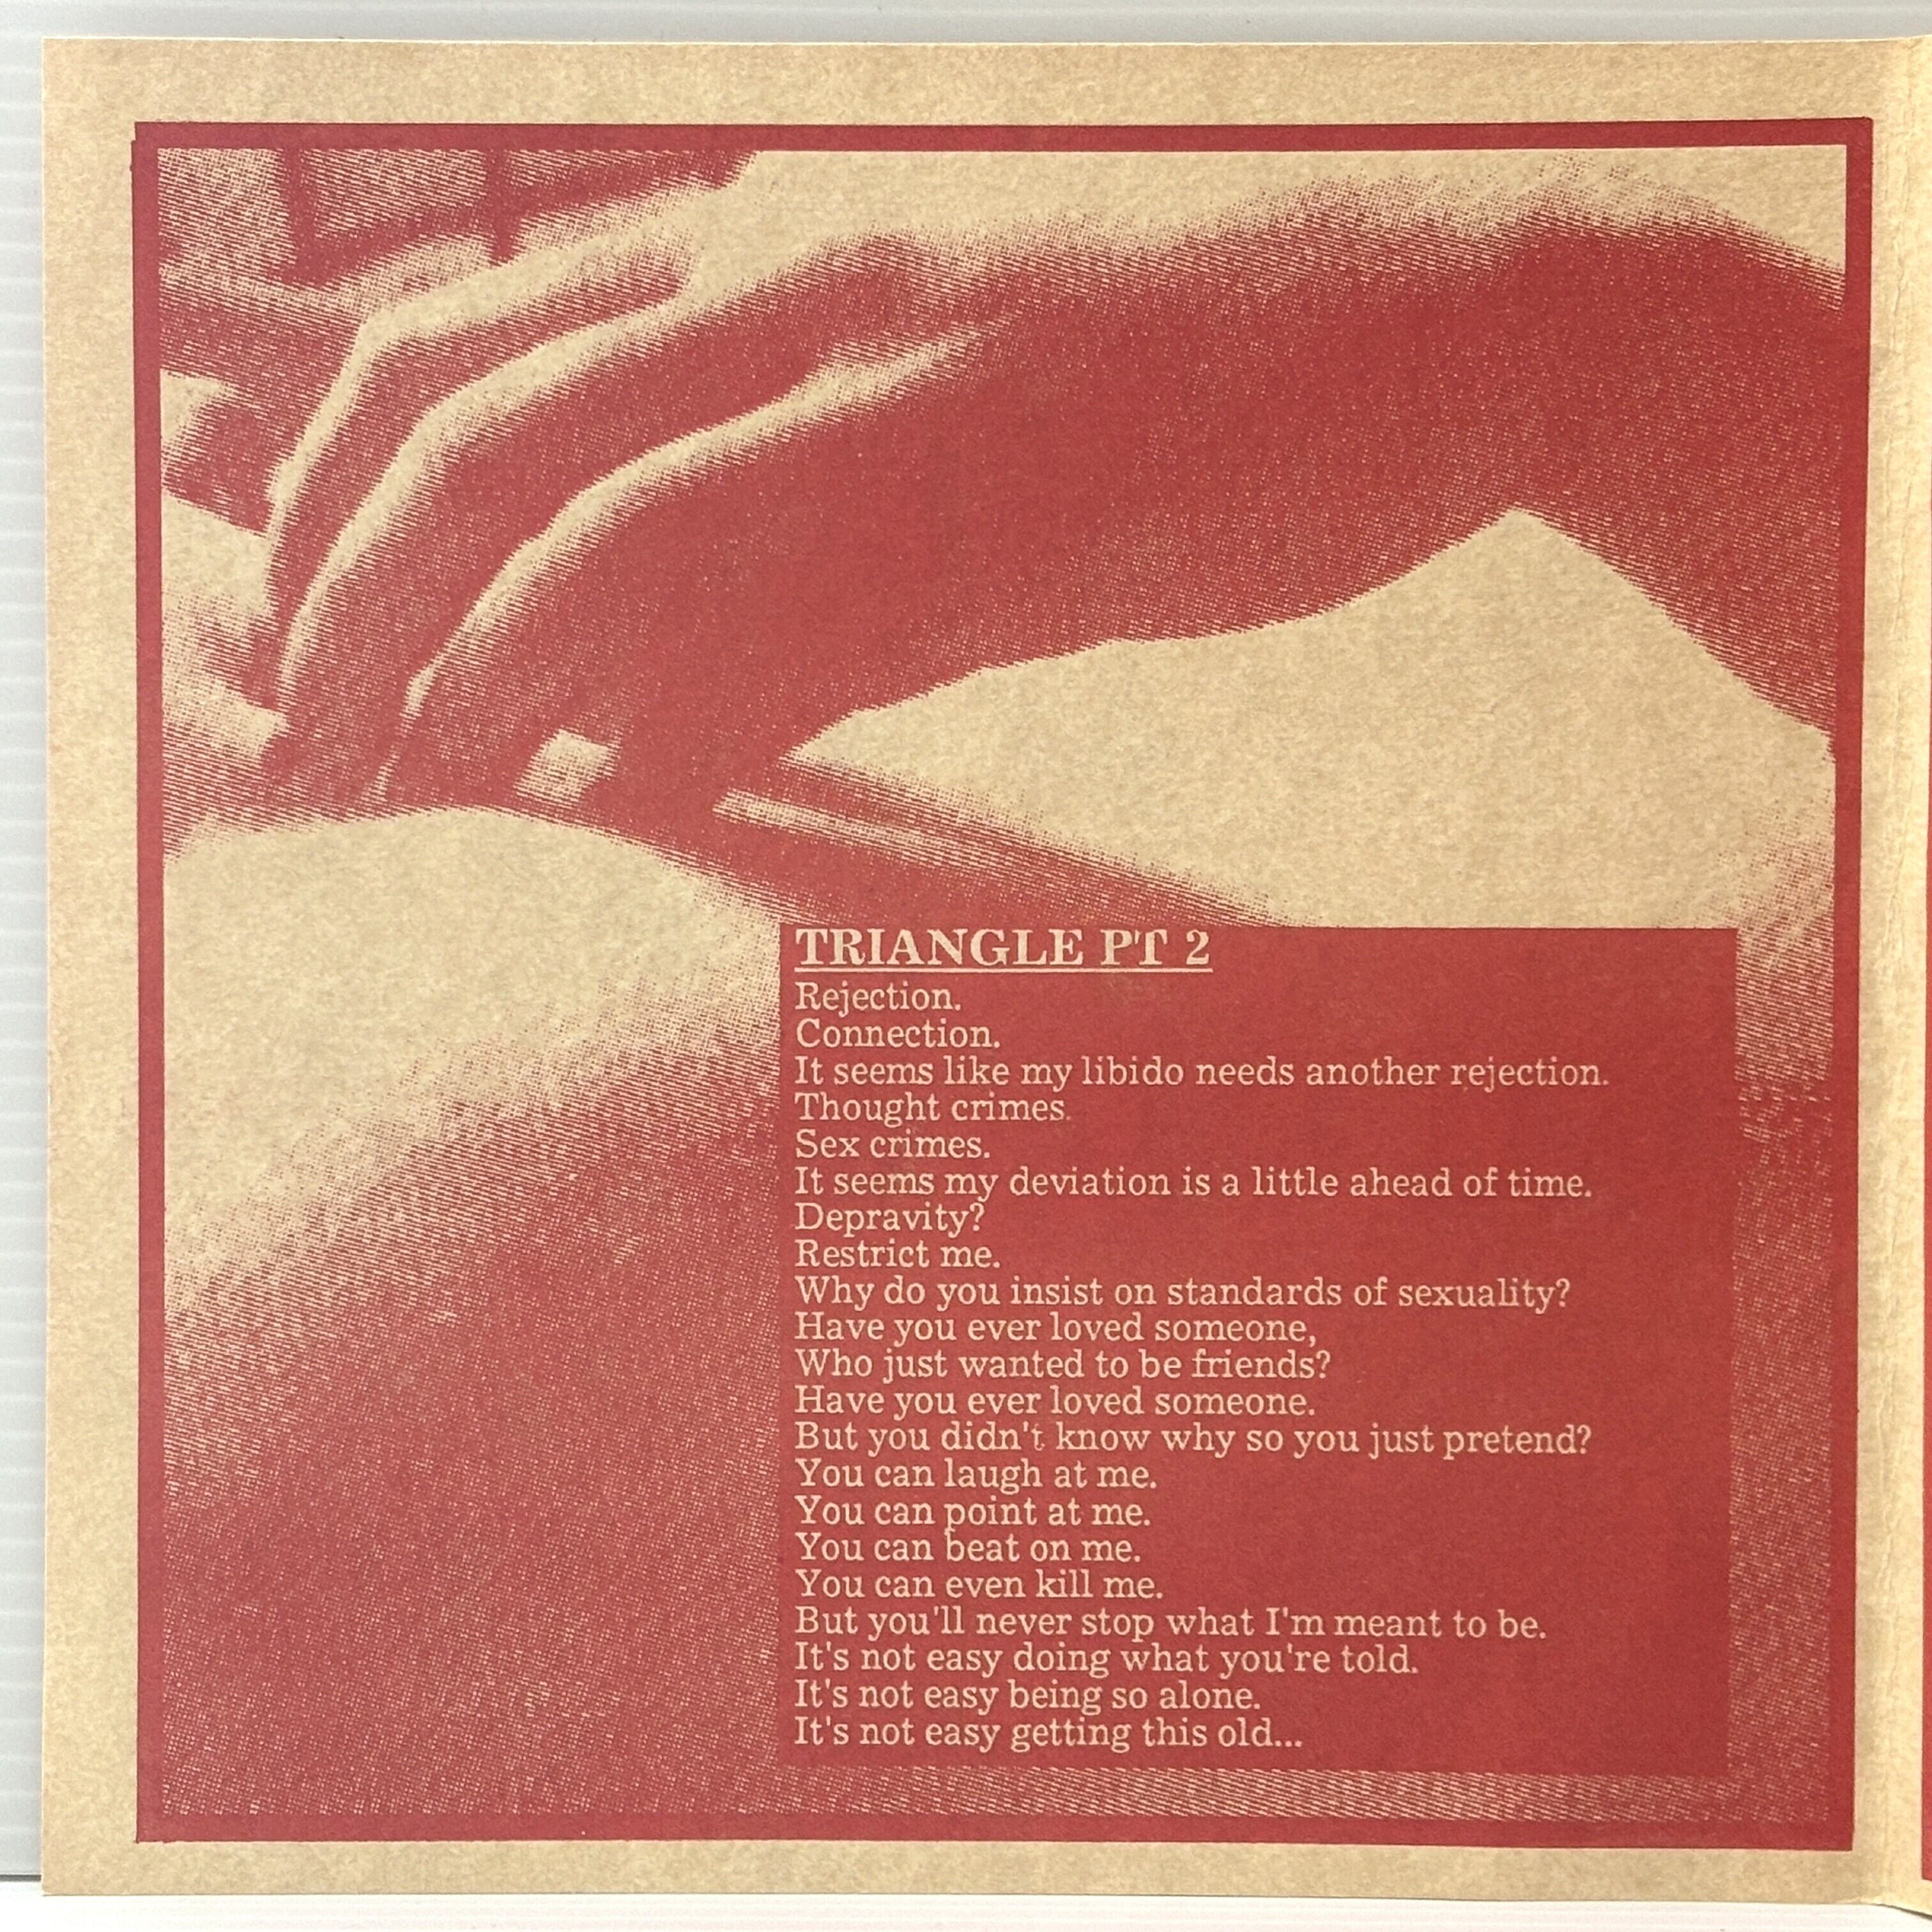 TRIANGLE PT 2
Rejection.
Connection.
It seems like my libido needs another rejection.
Thought crimes.
Sex crimes.
It seems my deviation is a little ahead of time.
Depravity?
Restrict me.
Why do you insist on standards of sexuality?
Have you ever loved someone,
Who just wanted to be friends?
Have you ever loved someone.
But you didn't know why so you just pretend?
You can laugh at me.
You can point at me.
You can beat on me.
You can even kill me.
But you'll never stop what I'm meant to be.
It's not easy doing what you're told.
It's not easy being so alone.
It's not easy getting this old...